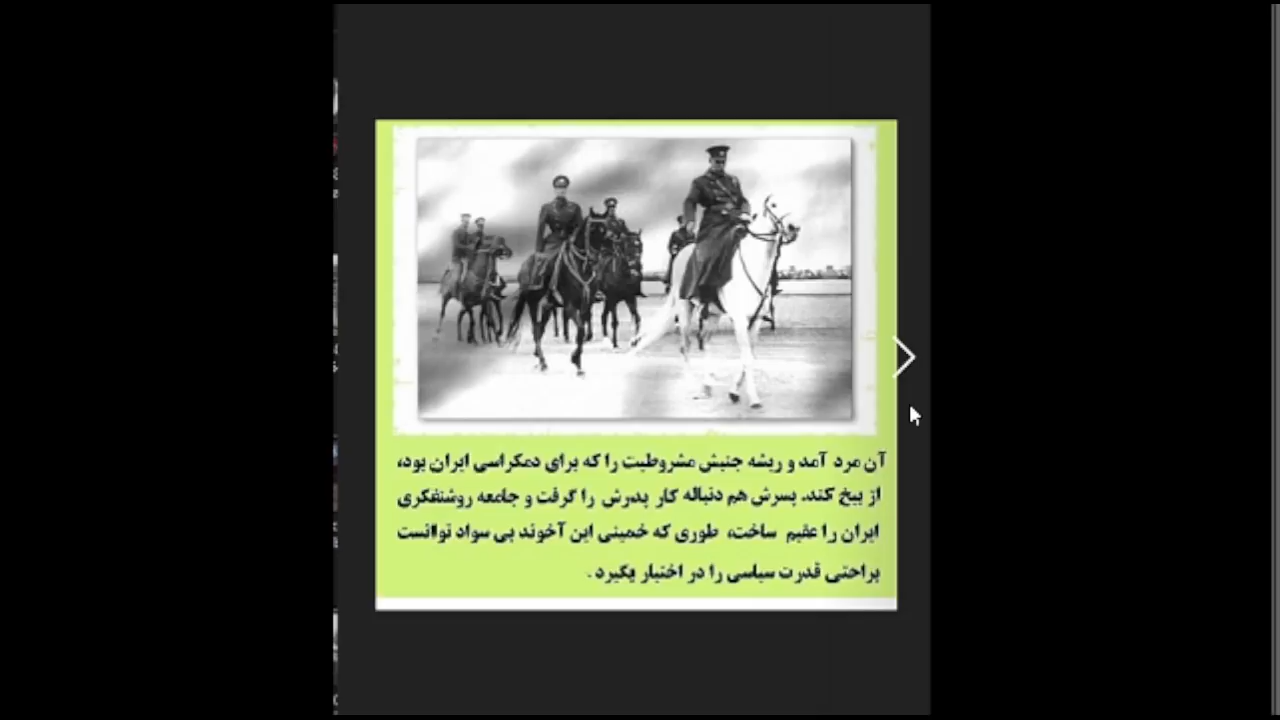 آن مرد آمد و ریشه جنبش مشروطیت را که برای دمکراسی ایران بود،
از بیخ کند. پسرش هم دنباله کار پدرش را گرفت و جامعه روشنفکری
ایران را عقیم ساخت، طوری که خمینی این آخوند بی سواد توانست
براحتی قدرت سیاسی را در اختیار بگیرد .